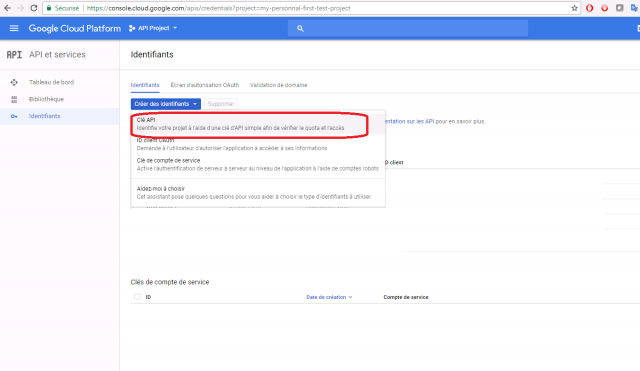 Sécurisé | https://console.cloud.google.com/apis/credentials?project=my-personnal-first-test-project
Google Cloud Platform
API Project
API API et services
Identifiants
Tableau de bord
Bibliothèque
Identifiants
Identifiants Écran d'autorisation OAuth Validation de domaine
Créer des identifiants Supprimer
Clé API
Identifie votre projet à l'aide d'une clé d'API simple afin de vérifier le quota et l'accès
entation sur les API pour en savoir plus.
ID client OAuth
Demande à l'utilisateur d'autoriser l'application à accéder à ses informations
Clé de compte de service
Active l'authentification de serveur à serveur au niveau de l'application à l'aide de comptes robots
ID client
Aidez-moi à choisir
Cet assistant pose quelques questions pour vous aider à choisir le type d'identifiants à utiliser
Clés de compte de service
ID Date de création Compte de service